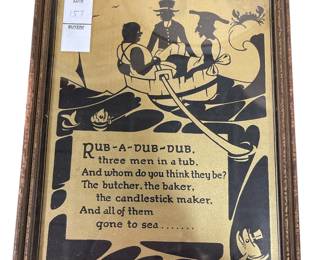 157
RUB-A-DUB-DUB,
three men in a tub.
And whom do you think they be?
The butcher, the baker,
the candlestick maker.
And all of them
gone to sea.......